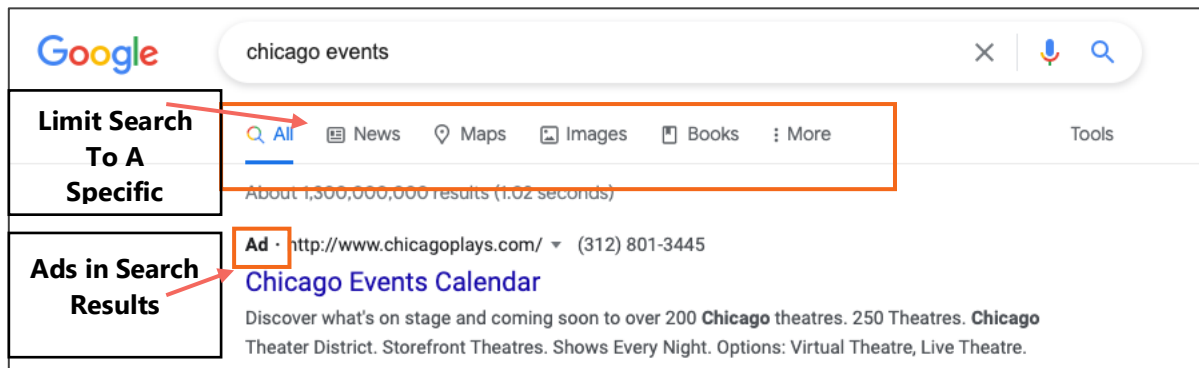 Google
chicago events
Limit Search
To A
Specific
All News Maps Images Books More Tools
About 1,300,000,000 results (1.02 seconds)
Ads in Search
Results
Ad · http://www.chicagoplays.com/ (312) 801-3445
Chicago Events Calendar
Discover what's on stage and coming soon to over 200 Chicago theatres. 250 Theatres. Chicago
Theater District. Storefront Theatres. Shows Every Night. Options: Virtual Theatre, Live Theatre.